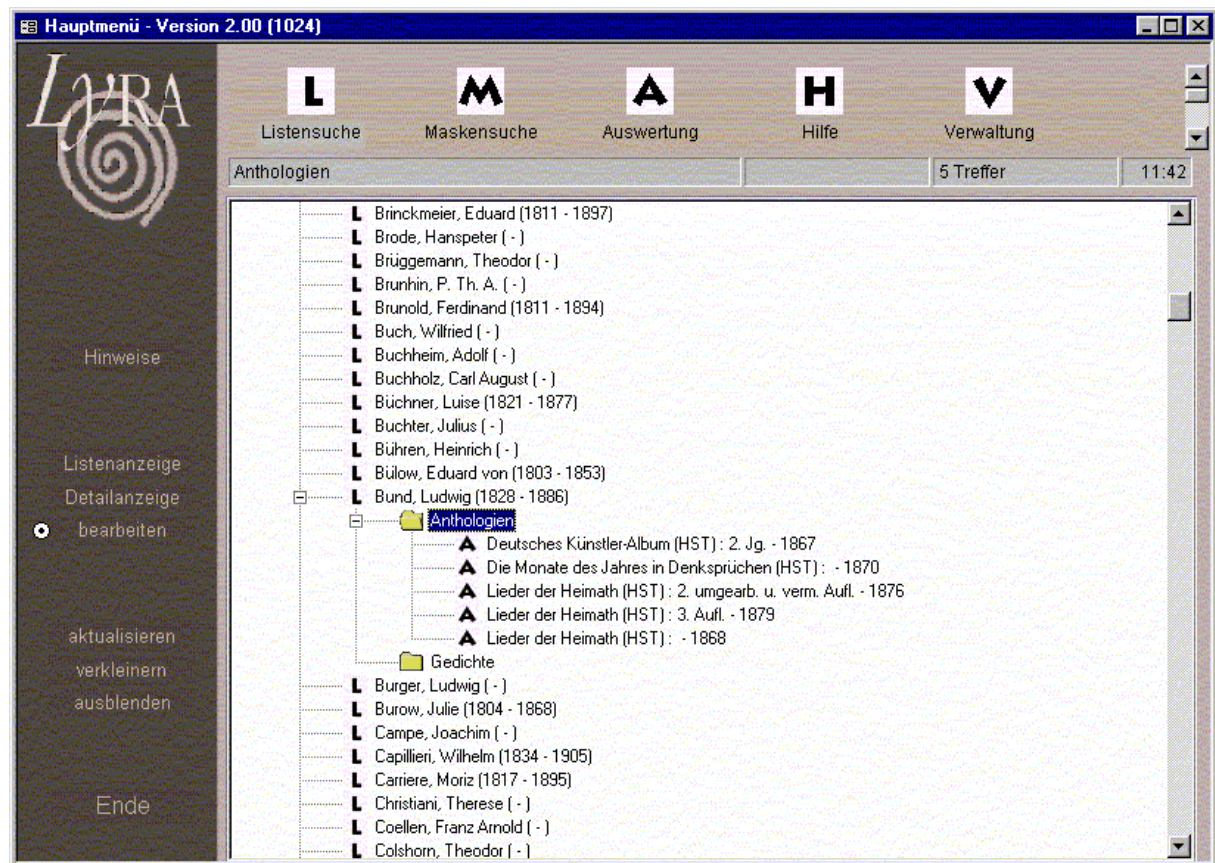 Hauptmenü - Version 2.00 (1024)
LyRA
L M A H V
Listensuche Maskensuche Auswertung Hilfe Verwaltung
Anthologien 5 Treffer 11:42
Hinweise
Listenanzeige
Detailanzeige
bearbeiten
aktualisieren
verkleinern
ausblenden
Ende
L Brinckmeier, Eduard (1811 - 1897)
L Brode, Hanspeter ( - )
L Brüggemann, Theodor ( - )
L Brunhin, P. Th. A. ( - )
L Brunold, Ferdinand (1811 - 1894)
L Buch, Wilfried ( - )
L Buchheim, Adolf ( - )
L Buchholz, Carl August ( - )
L Büchner, Luise (1821 - 1877)
L Buchter, Julius ( - )
L Bühren, Heinrich ( - )
L Bülow, Eduard von (1803 - 1853)
L Bund, Ludwig (1828 - 1886)
Anthologien
A Deutsches Künstler-Album (HST) : 2. Jg. - 1867
A Die Monate des Jahres in Denksprüchen (HST) : - 1870
A Lieder der Heimath (HST) : 2. umgearb. u. verm. Aufl. - 1876
A Lieder der Heimath (HST) : 3. Aufl. - 1879
A Lieder der Heimath (HST) : - 1868
Gedichte
L Burger, Ludwig ( - )
L Burow, Julie (1804 - 1868)
L Campe, Joachim ( - )
L Capillieri, Wilhelm (1834 - 1905)
L Carriere, Moriz (1817 - 1895)
L Christiani, Therese ( - )
L Coellen, Franz Arnold ( - )
L Colshorn, Theodor ( - )